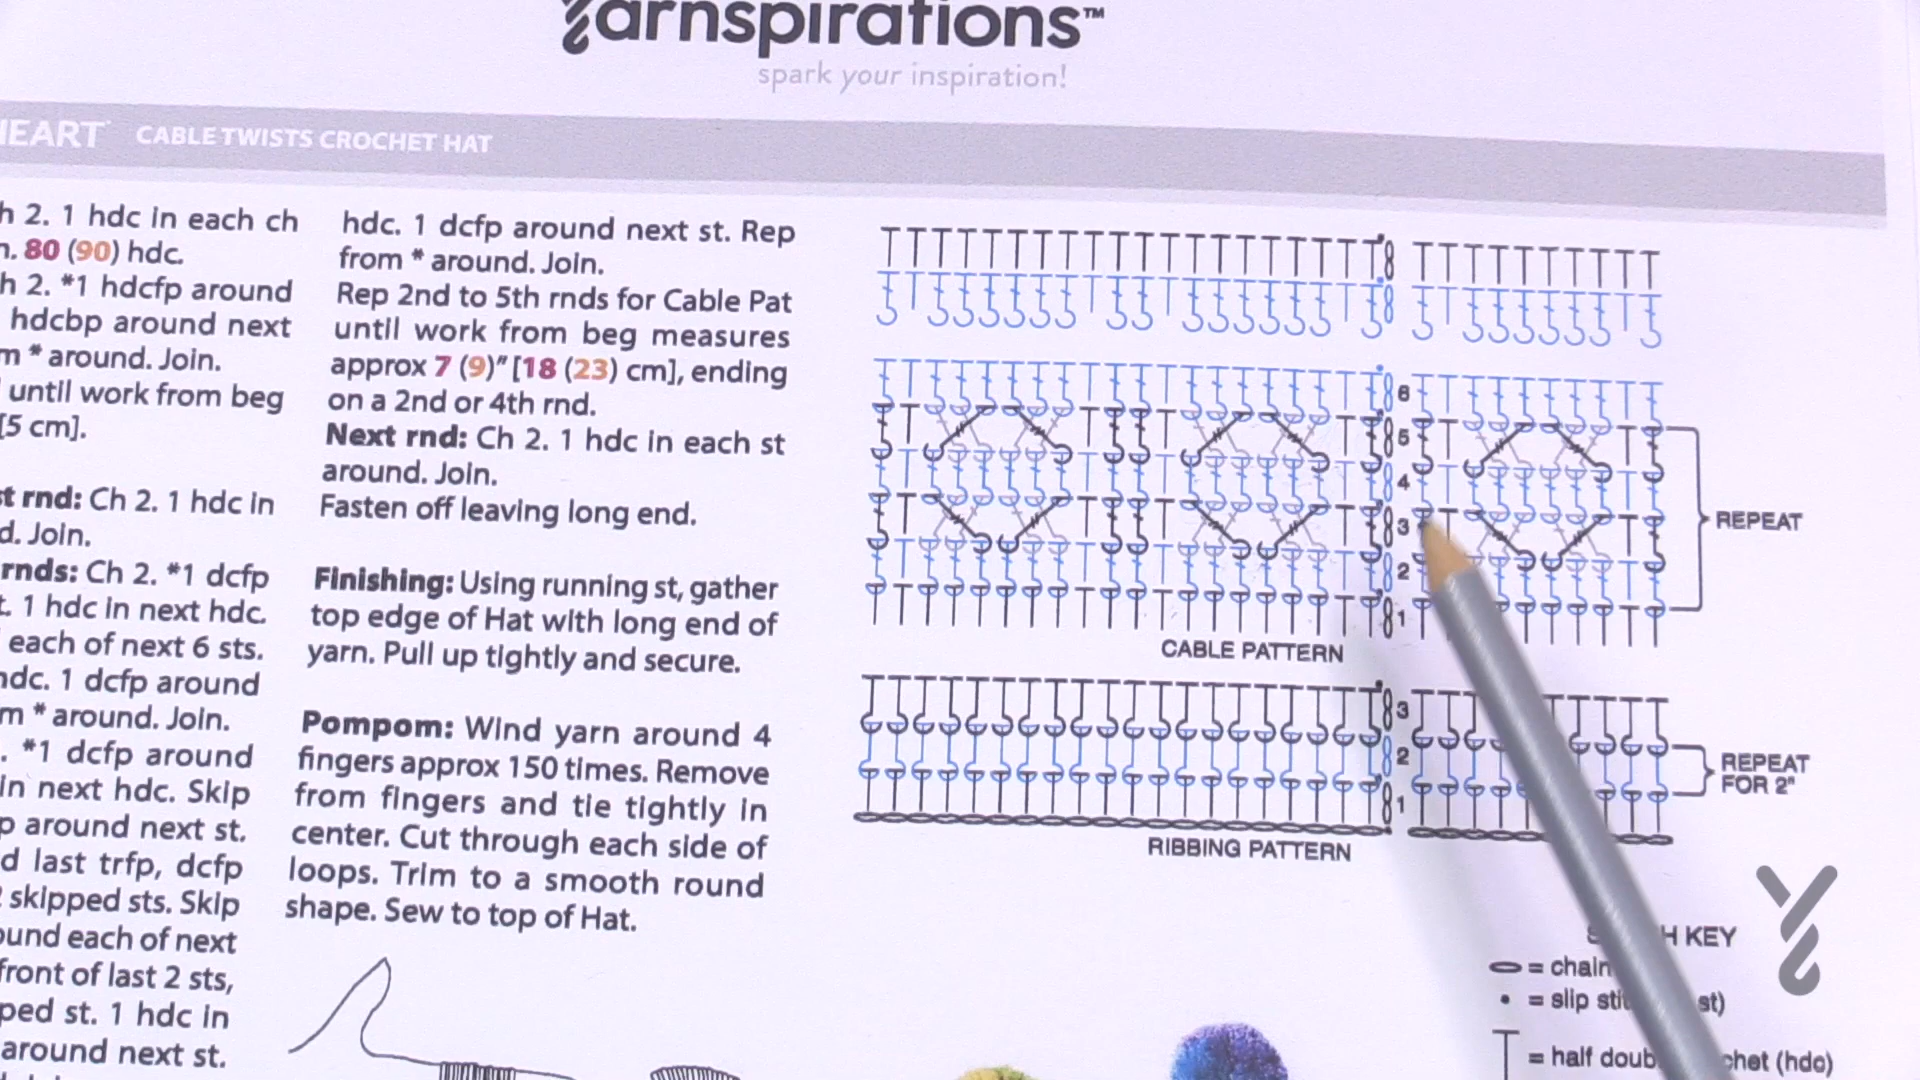 Yarnspirations™
spark your inspiration!
HEART CABLE TWISTS CROCHET HAT
h 2. 1 hdc in each ch
n. 80 (90) hdc.
h 2. *1 hdcfp around
hdcbp around next
m * around. Join.
until work from beg
[5 cm].
st rnd: Ch 2. 1 hdc in
d. Join.
rnds: Ch 2. *1 dcfp
t. 1 hdc in next hdc.
each of next 6 sts.
hdc. 1 dcfp around
m * around. Join.
. *1 dcfp around
in next hdc. Skip
p around next st.
d last trfp, dcfp
skipped sts. Skip
ound each of next
front of last 2 sts,
ped st. 1 hdc in
around next st.
hdc. 1 dcfp around next st. Rep
from * around. Join.
Rep 2nd to 5th rnds for Cable Pat
until work from beg measures
approx 7 (9)" [18 (23) cm], ending
on a 2nd or 4th rnd.
Next rnd: Ch 2. 1 hdc in each st
around. Join.
Fasten off leaving long end.
Finishing: Using running st, gather
top edge of Hat with long end of
yarn. Pull up tightly and secure.
Pompom: Wind yarn around 4
fingers approx 150 times. Remove
from fingers and tie tightly in
center. Cut through each side of
loops. Trim to a smooth round
shape. Sew to top of Hat.
6
5
4
3
2
1
REPEAT
CABLE PATTERN
3
2
1
REPEAT
FOR 2"
RIBBING PATTERN
H KEY
= chain
= slip sti st)
= half doub chet (hdc)